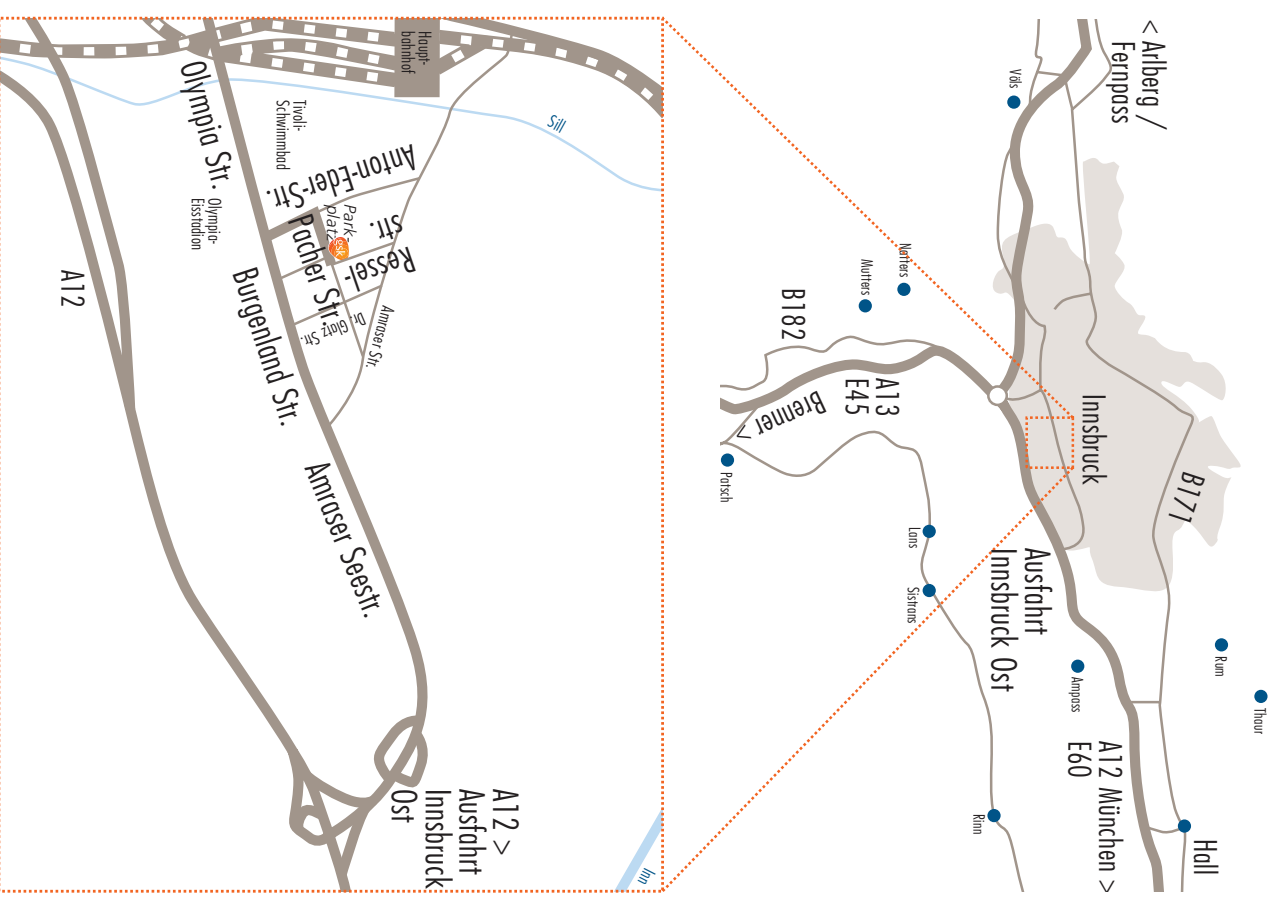 < Arlberg /
Fernpass
Völs
Natters
Mutters
B182
A13
E45
Brenner >
Patsch
Innsbruck
B171
Lans
Sistrans
Ausfahrt
Innsbruck Ost
Rum
Thaur
Ampass
A12 München >
E60
Rinn
Hall
Haupt-
bahnhof
Sill
Olympia Str.
Tivoli-
Schwimmbad
Olympia-
Eisstadion
Anton-Eder-Str.
Park-
platz
gsk
Pacher Str.
Ressel-
str.
Dr. Glatz Str.
Amraser Str.
A12
Burgenland Str.
Amraser Seestr.
A12 >
Ausfahrt
Innsbruck
Ost
Inn